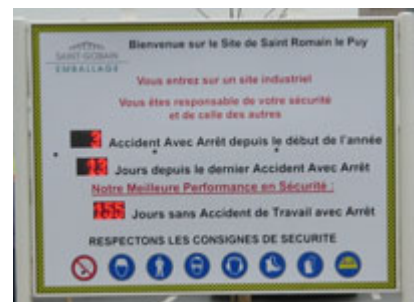 SAINT-GOBAIN
EMBALLAGE
Bienvenue sur le Site de Saint Romain le Puy
Vous entrez sur un site industriel
Vous êtes responsable de votre sécurité
et de celle des autres
2 Accident Avec Arrêt depuis le début de l'année
13 Jours depuis le dernier Accident Avec Arrêt
Notre Meilleure Performance en Sécurité :
155 Jours sans Accident de Travail avec Arrêt
RESPECTONS LES CONSIGNES DE SECURITE